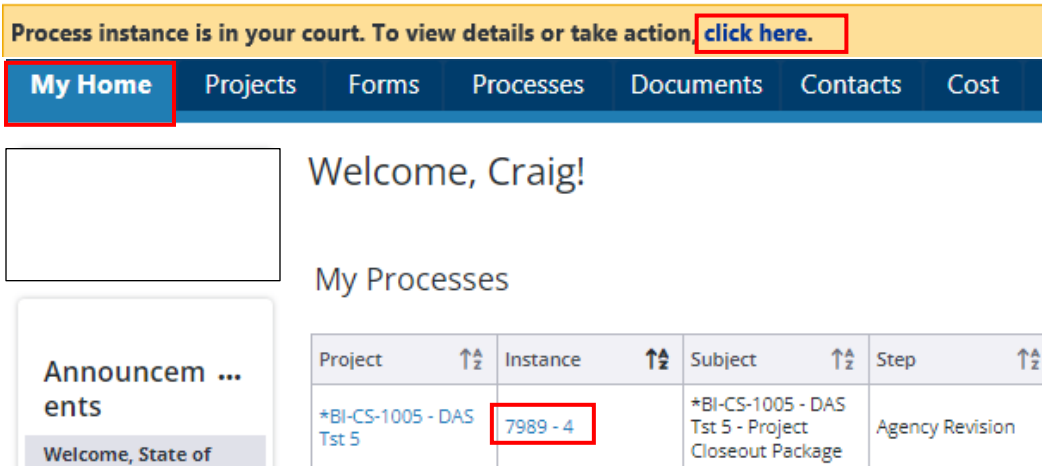 Process instance is in your court. To view details or take action, click here.
My Home Projects Forms Processes Documents Contacts Cost
Welcome, Craig!
My Processes
Announcem ...
ents
Welcome, State of
Project Instance Subject Step
*BI-CS-1005 - DAS
Tst 5
7989 - 4
*BI-CS-1005 - DAS
Tst 5 - Project
Closeout Package
Agency Revision